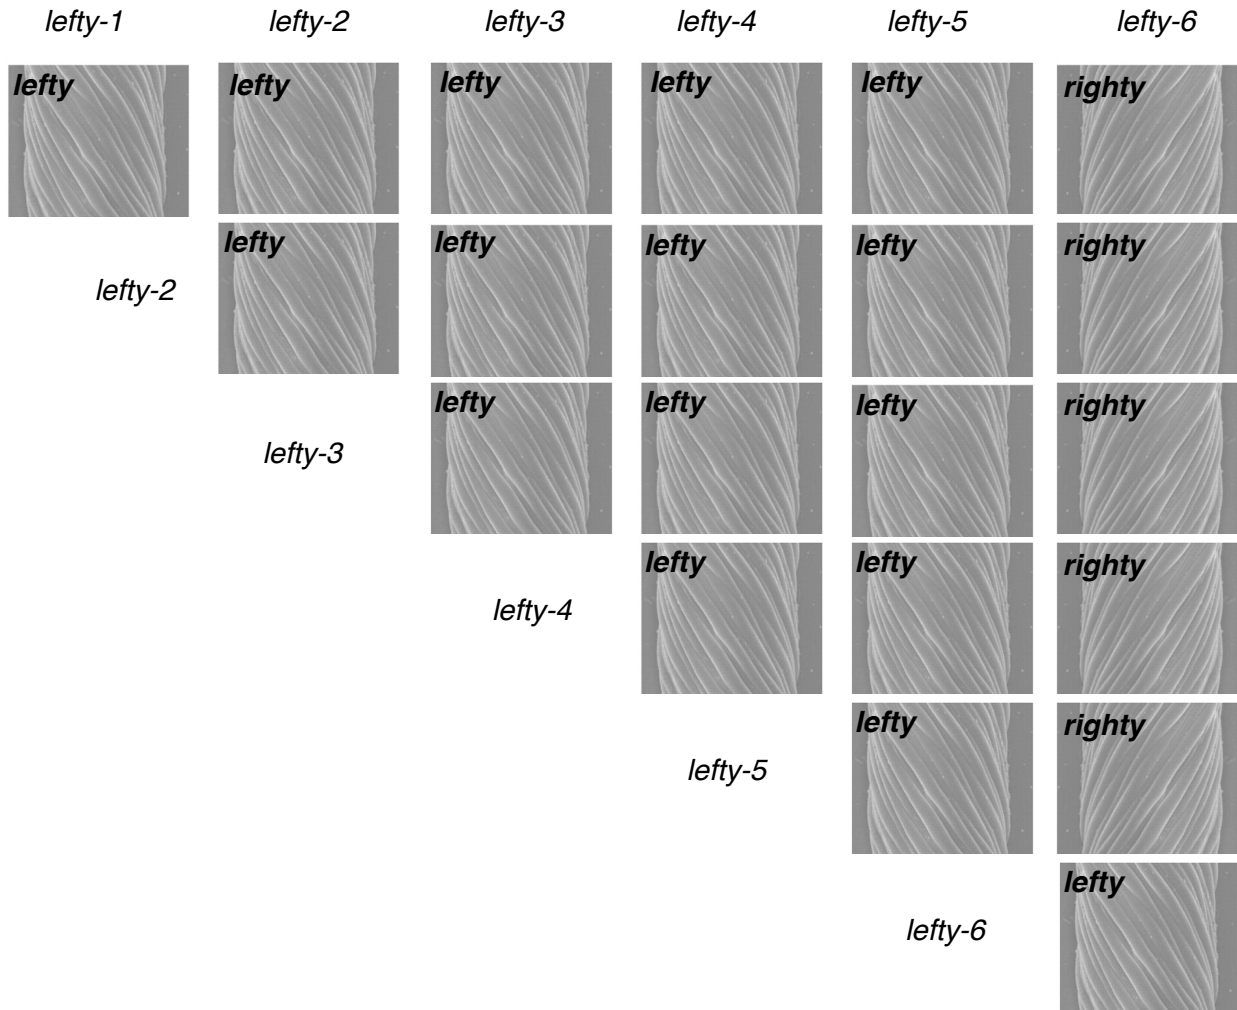 lefty-1 lefty-2 lefty-3 lefty-4 lefty-5 lefty-6
lefty lefty lefty lefty lefty righty
lefty lefty lefty lefty righty
lefty-2
lefty lefty lefty righty
lefty-3
lefty lefty righty
lefty-4
lefty righty
lefty-5
lefty
lefty-6